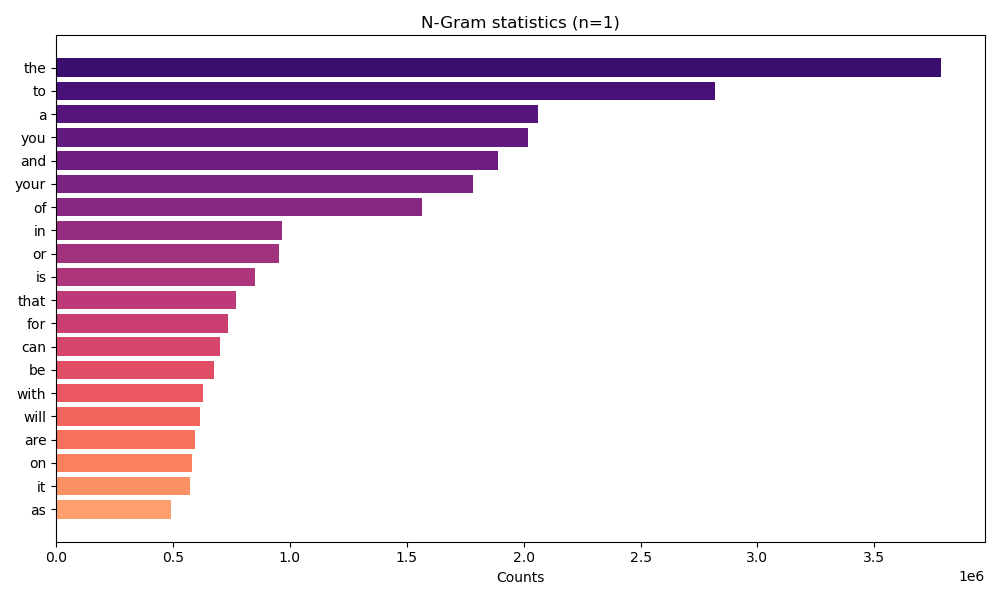 N-Gram statistics (n=1)
the
to
a
you
and
your
of
in
or
is
that
for
can
be
with
will
are
on
it
as
0.0 0.5 1.0 1.5 2.0 2.5 3.0 3.5
1e6
Counts